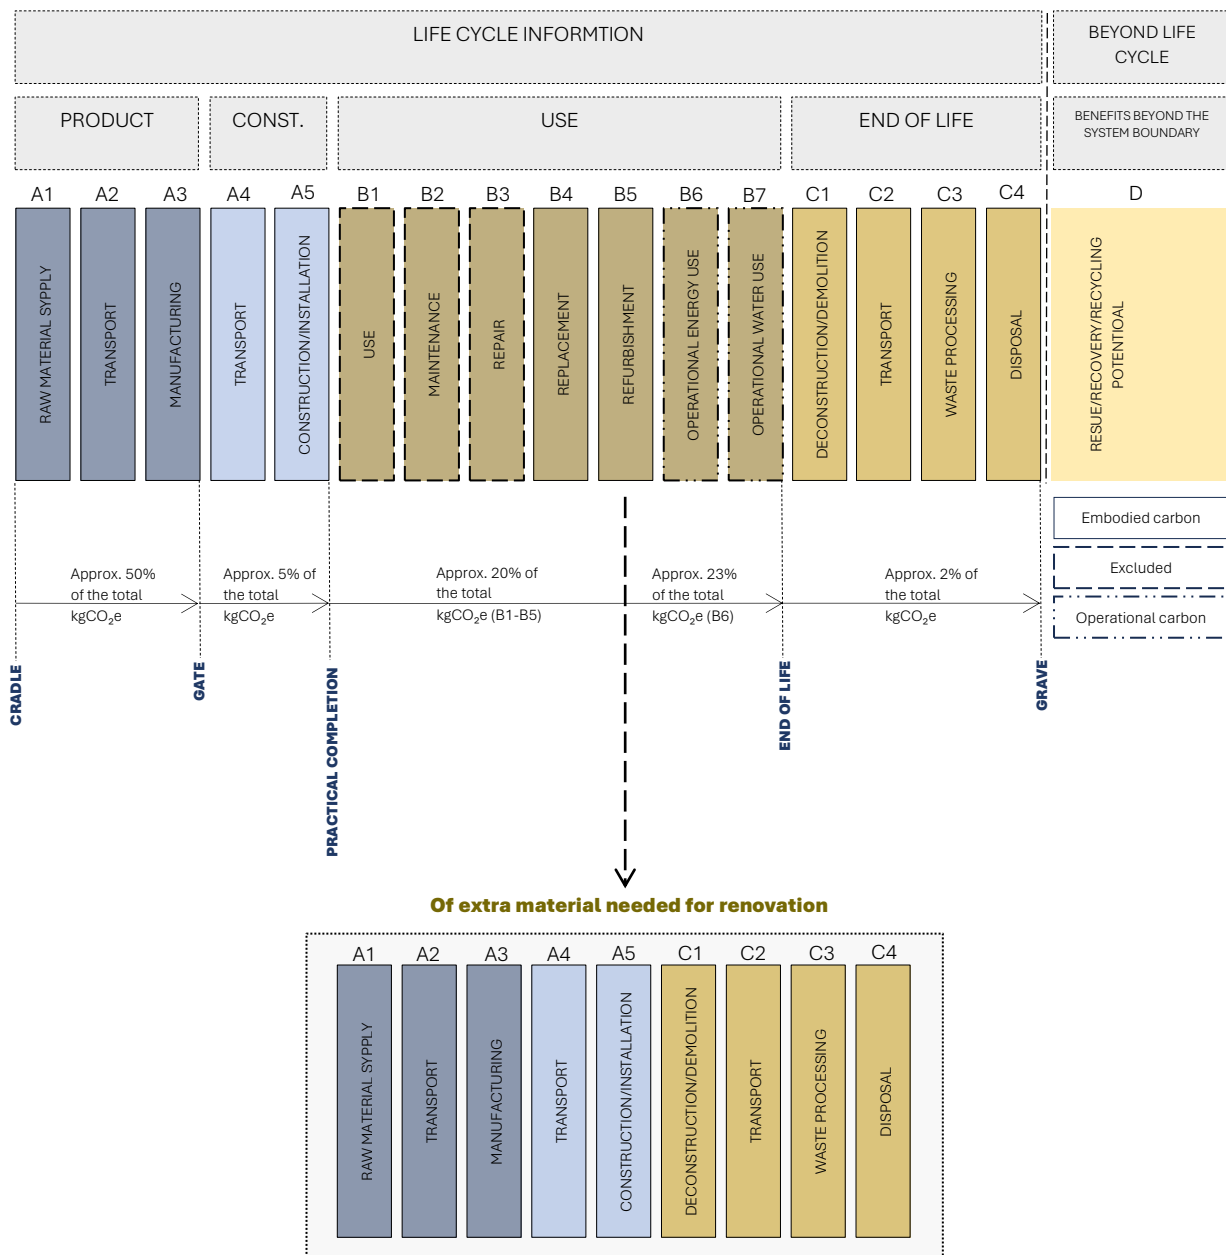 LIFE CYCLE INFORMTION
BEYOND LIFE
CYCLE
PRODUCT
CONST.
USE
END OF LIFE
BENEFITS BEYOND THE
SYSTEM BOUNDARY
A1
A2
A3
A4
A5
B1
B2
B3
B4
B5
B6
B7
C1
C2
C3
C4
D
RAW MATERIAL SYPPLY
TRANSPORT
MANUFACTURING
TRANSPORT
CONSTRUCTION/INSTALLATION
USE
MAINTENANCE
REPAIR
REPLACEMENT
REFURBISHMENT
OPERATIONAL ENERGY USE
OPERATIONAL WATER USE
DECONSTRUCTION/DEMOLITION
TRANSPORT
WASTE PROCESSING
DISPOSAL
RESUE/RECOVERY/RECYCLING
POTENTIOAL
Embodied carbon
Excluded
Operational carbon
Approx. 50%
of the total
kgCO₂e
Approx. 5% of
the total
kgCO₂e
Approx. 20% of
the total
kgCO₂e (B1-B5)
Approx. 23%
of the total
kgCO₂e (B6)
Approx. 2% of
the total
kgCO₂e
CRADLE
GATE
PRACTICAL COMPLETION
END OF LIFE
GRAVE
Of extra material needed for renovation
A1
A2
A3
A4
A5
C1
C2
C3
C4
RAW MATERIAL SYPPLY
TRANSPORT
MANUFACTURING
TRANSPORT
CONSTRUCTION/INSTALLATION
DECONSTRUCTION/DEMOLITION
TRANSPORT
WASTE PROCESSING
DISPOSAL